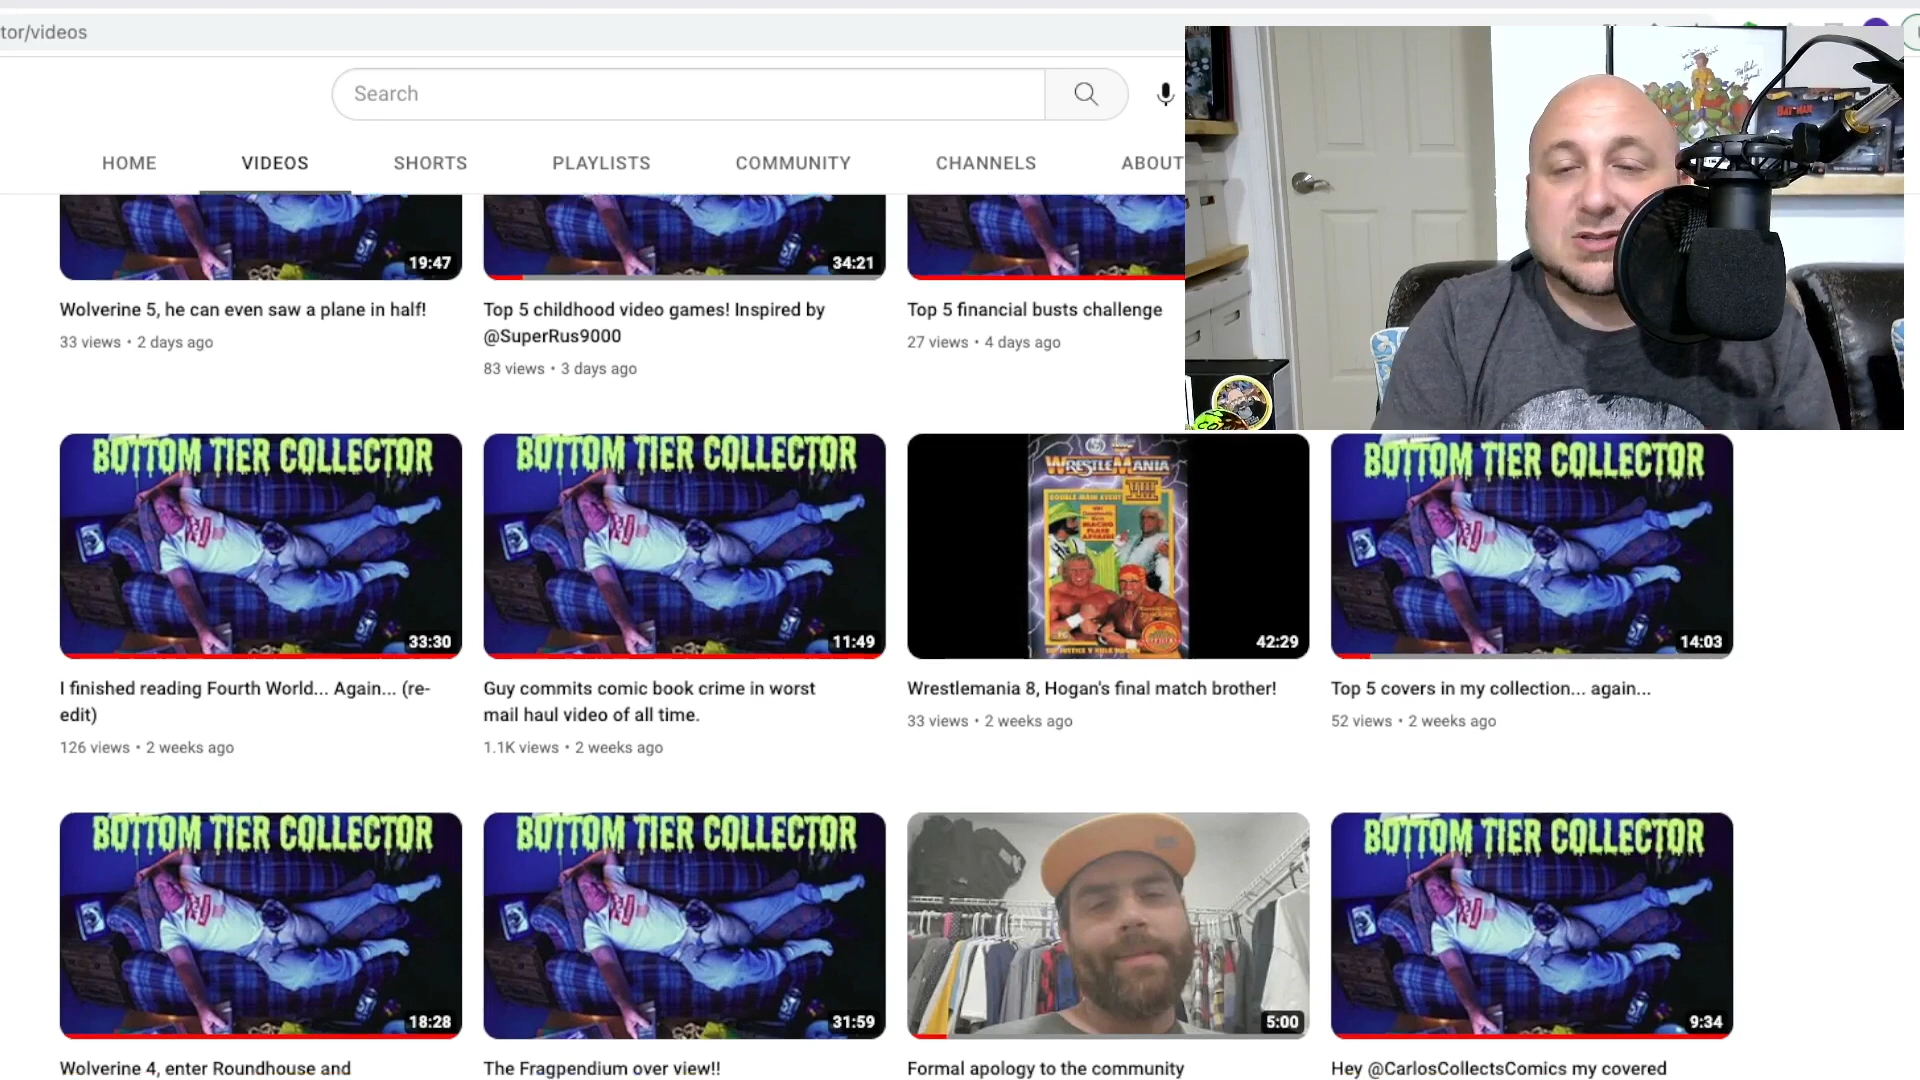 tor/videos
Search
HOME VIDEOS SHORTS PLAYLISTS COMMUNITY CHANNELS ABOUT
19:47
34:21
Wolverine 5, he can even saw a plane in half!
33 views • 2 days ago
Top 5 childhood video games! Inspired by
@SuperRus9000
83 views • 3 days ago
Top 5 financial busts challenge
27 views • 4 days ago
BOTTOM TIER COLLECTOR
33:30
BOTTOM TIER COLLECTOR
11:49
WRESTLEMANIA
VIII
DOUBLE MAIN EVENT
42:29
BOTTOM TIER COLLECTOR
14:03
I finished reading Fourth World... Again... (re-
edit)
126 views • 2 weeks ago
Guy commits comic book crime in worst
mail haul video of all time.
1.1K views • 2 weeks ago
Wrestlemania 8, Hogan's final match brother!
33 views • 2 weeks ago
Top 5 covers in my collection... again...
52 views • 2 weeks ago
BOTTOM TIER COLLECTOR
18:28
BOTTOM TIER COLLECTOR
31:59
5:00
BOTTOM TIER COLLECTOR
9:34
Wolverine 4, enter Roundhouse and
The Fragpendium over view!!
Formal apology to the community
Hey @CarlosCollectsComics my covered